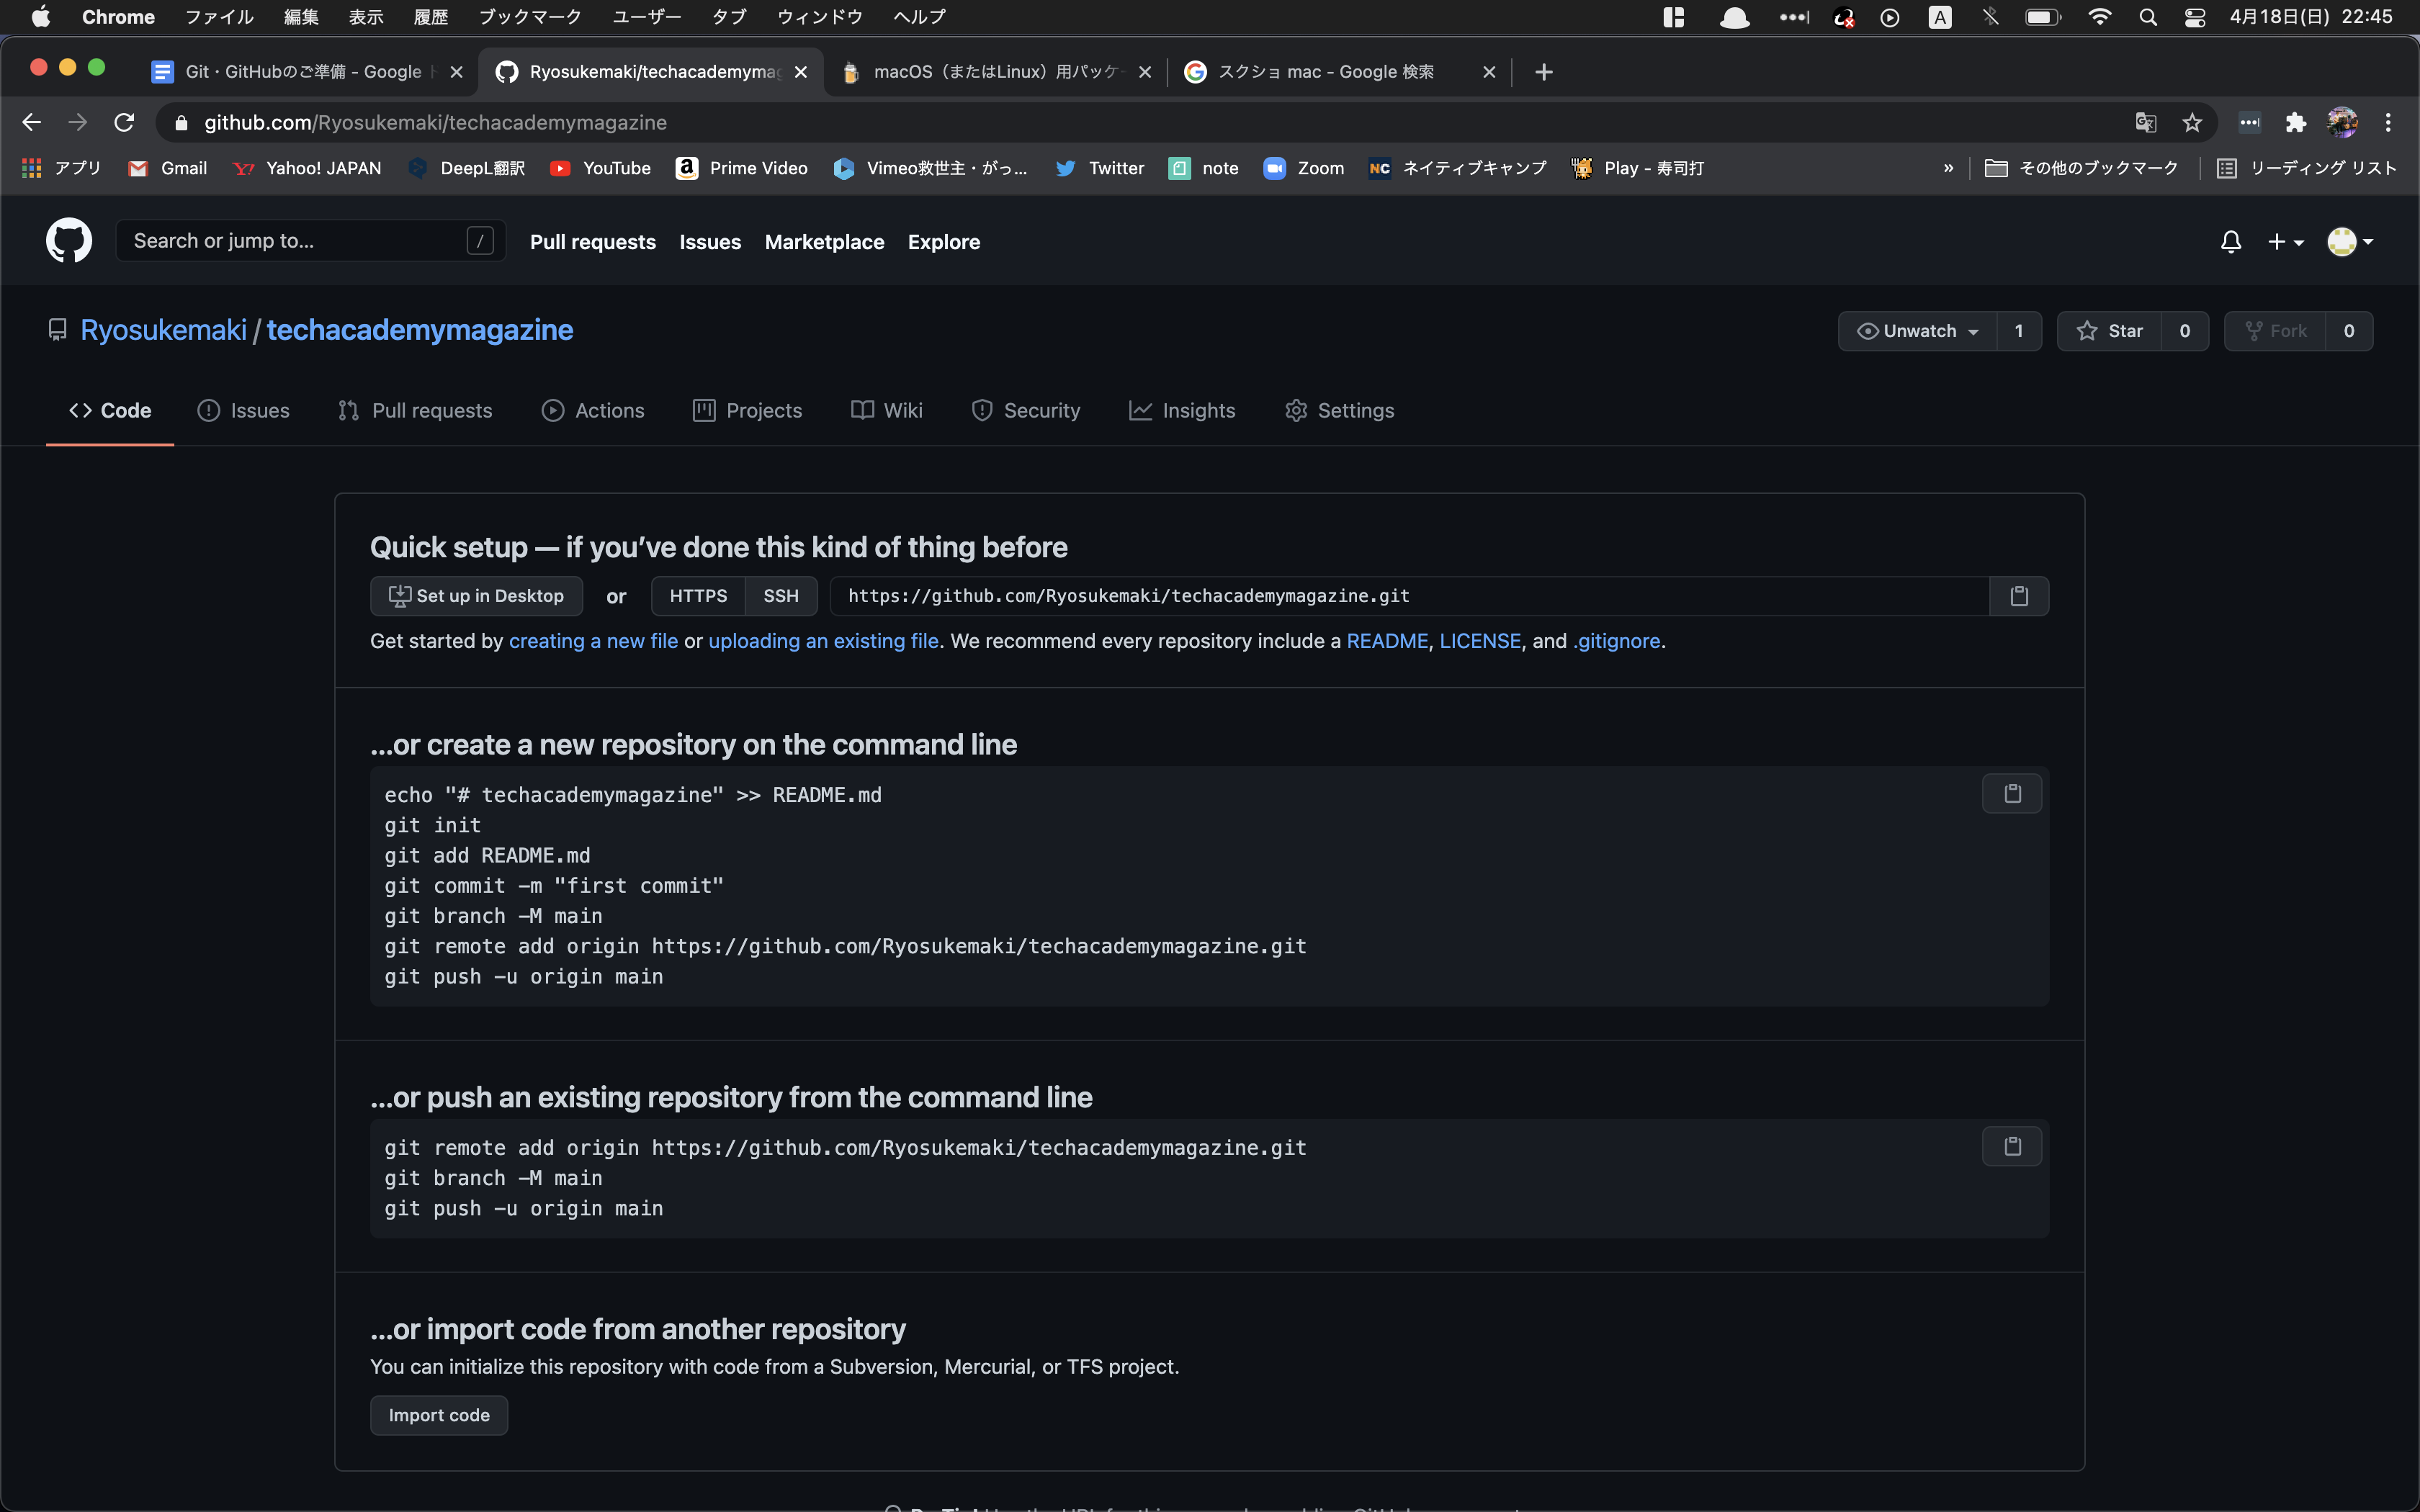 Chrome ファイル 編集 表示 履歴 ブックマーク ユーザー タブ ウィンドウ ヘルプ A 4月18日(日) 22:45
Git・GitHubのご準備 - Google Ryosukemaki/techacademymag macOS（またはLinux）用パッケー スクショ mac - Google 検索
github.com/Ryosukemaki/techacademymagazine
アプリ Gmail Yahoo! JAPAN DeepL翻訳 YouTube Prime Video Vimeo救世主・がっ... Twitter note Zoom NC ネイティブキャンプ Play - 寿司打 » その他のブックマーク リーディング リスト
Search or jump to... / Pull requests Issues Marketplace Explore
Ryosukemaki / techacademymagazine Unwatch 1 Star 0 Fork 0
Code Issues Pull requests Actions Projects Wiki Security Insights Settings
Quick setup — if you’ve done this kind of thing before
Set up in Desktop or HTTPS SSH https://github.com/Ryosukemaki/techacademymagazine.git
Get started by creating a new file or uploading an existing file. We recommend every repository include a README, LICENSE, and .gitignore.
...or create a new repository on the command line
echo "# techacademymagazine" >> README.md
git init
git add README.md
git commit -m "first commit"
git branch -M main
git remote add origin https://github.com/Ryosukemaki/techacademymagazine.git
git push -u origin main
...or push an existing repository from the command line
git remote add origin https://github.com/Ryosukemaki/techacademymagazine.git
git branch -M main
git push -u origin main
...or import code from another repository
You can initialize this repository with code from a Subversion, Mercurial, or TFS project.
Import code